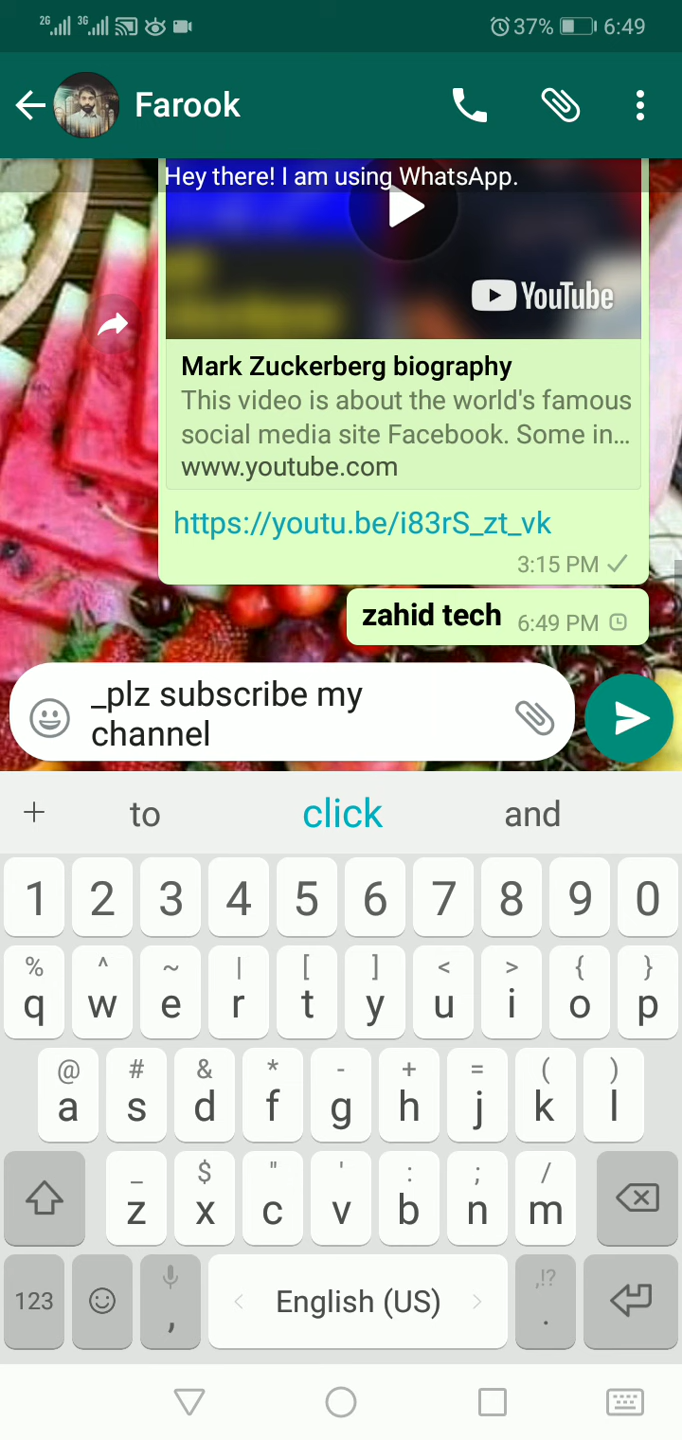 2G 3G 37% 6:49
Farook
Hey there! I am using WhatsApp.
YouTube
Mark Zuckerberg biography
This video is about the world's famous
social media site Facebook. Some in...
www.youtube.com
https://youtu.be/i83rS_zt_vk
3:15 PM
zahid tech 6:49 PM
_plz subscribe my
channel
+ to click and
1 2 3 4 5 6 7 8 9 0
% ^ ~ | [ ] < > { }
q w e r t y u i o p
@ # & * - + = ( )
a s d f g h j k l
_ $ " ' : ; /
z x c v b n m
,!?
123 , English (US) .